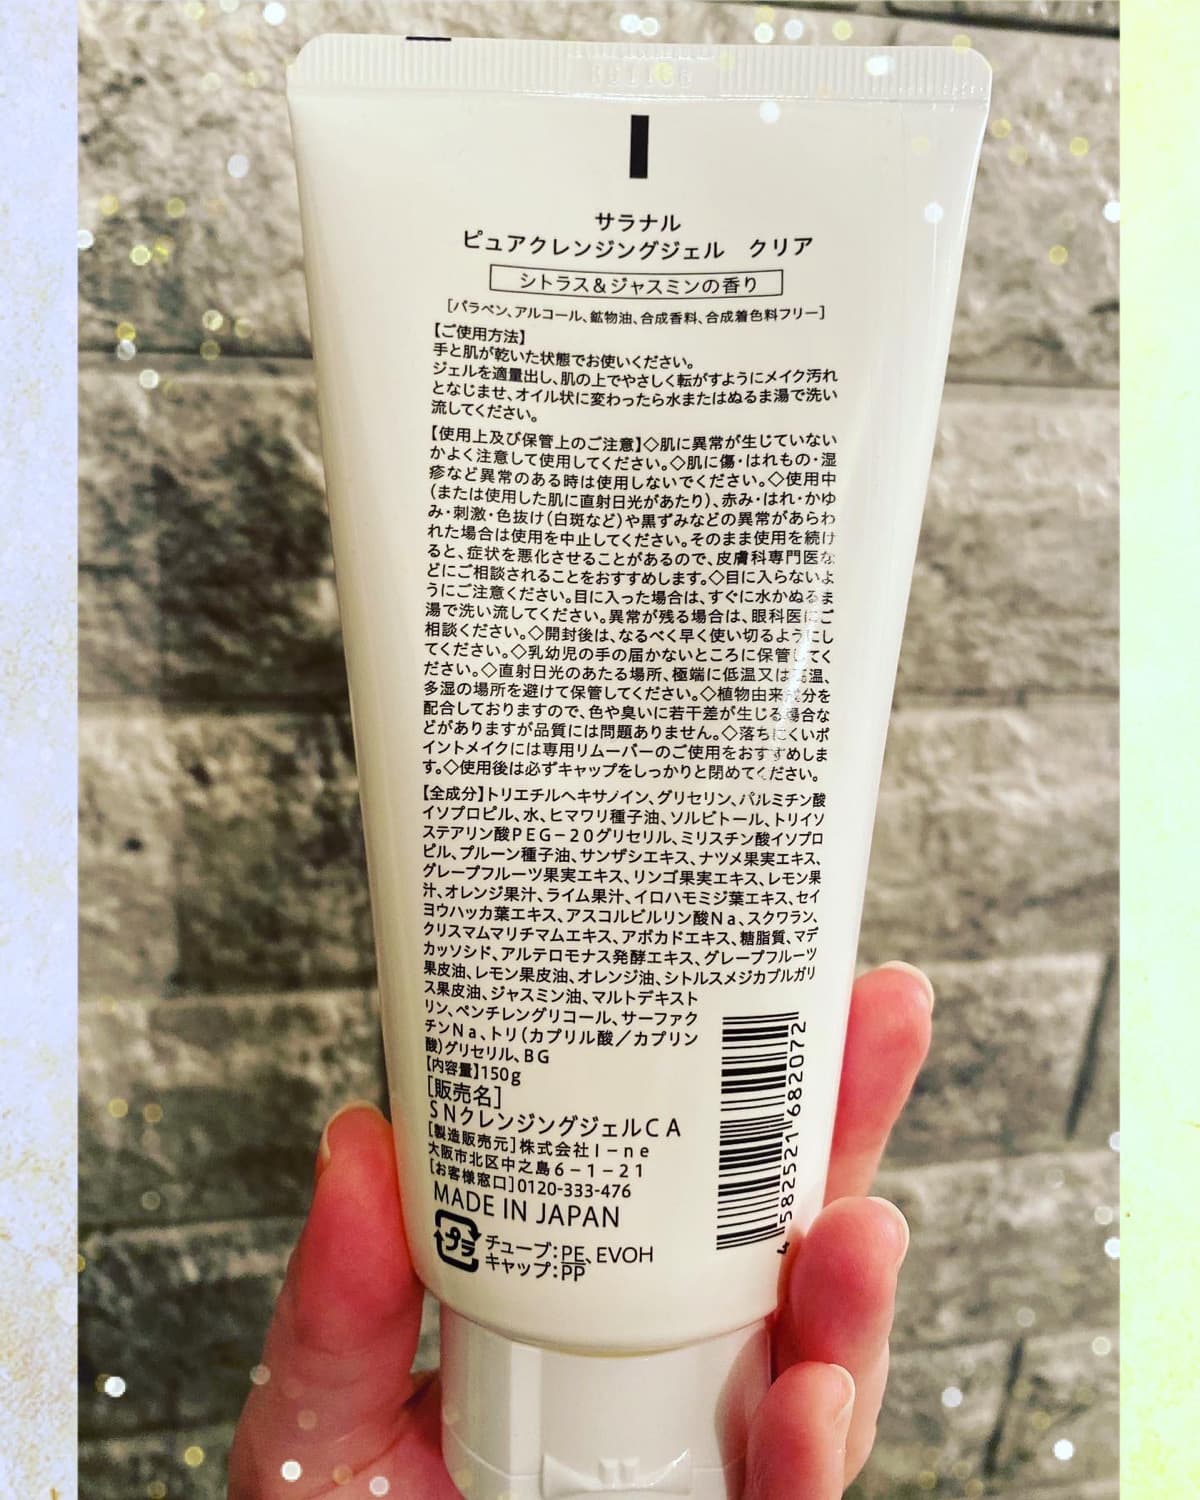 サラナル
ピュアクレンジングジェル　クリア
シトラス＆ジャスミンの香り
[パラベン、アルコール、鉱物油、合成香料、合成着色料フリー]
【ご使用方法】
手と肌が乾いた状態でお使いください。
ジェルを適量出し、肌の上でやさしく転がすようにメイク汚れ
となじませ、オイル状に変わったら水またはぬるま湯で洗い
流してください。
【使用上及び保管上のご注意】◇肌に異常が生じていない
かよく注意して使用してください。◇肌に傷・はれもの・湿
疹など異常のある時は使用しないでください。◇使用中
(または使用した肌に直射日光があたり)、赤み・はれ・かゆ
み・刺激・色抜け(白斑など)や黒ずみなどの異常があらわ
れた場合は使用を中止してください。そのまま使用を続け
ると、症状を悪化させることがあるので、皮膚科専門医な
どにご相談されることをおすすめします。◇目に入らないよ
うにご注意ください。目に入った場合は、すぐに水かぬるま
湯で洗い流してください。異常が残る場合は、眼科医にご
相談ください。◇開封後は、なるべく早く使い切るようにし
てください。◇乳幼児の手の届かないところに保管してく
ださい。◇直射日光のあたる場所、極端に低温又は高温、
多湿の場所を避けて保管してください。◇植物由来成分を
配合しておりますので、色や臭いに若干差が生じる場合な
どがありますが品質には問題ありません。◇落ちにくいポ
イントメイクには専用リムーバーのご使用をおすすめしま
す。◇使用後は必ずキャップをしっかりと閉めてください。
【全成分】トリエチルヘキサノイン、グリセリン、パルミチン酸
イソプロピル、水、ヒマワリ種子油、ソルビトール、トリイソ
ステアリン酸PEG－20グリセリル、ミリスチン酸イソプロ
ピル、プルーン種子油、サンザシエキス、ナツメ果実エキス、
グレープフルーツ果実エキス、リンゴ果実エキス、レモン果
汁、オレンジ果汁、ライム果汁、イロハモミジ葉エキス、セイ
ヨウハッカ葉エキス、アスコルビルリン酸Na、スクワラン、
クリスマムマリチマムエキス、アボカドエキス、糖脂質、マデ
カッソシド、アルテロモナス発酵エキス、グレープフルーツ
果皮油、レモン果皮油、オレンジ油、シトルスメジカブルガリ
ス果皮油、ジャスミン油、マルトデキスト
リン、ペンチレングリコール、サーファク
チンNa、トリ(カプリル酸／カプリン
酸)グリセリル、BG
【内容量】150g
[販売名]
SNクレンジングジェルCA
[製造販売元]株式会社I－ne
大阪市北区中之島6－1－21
[お客様窓口]0120-333-476
MADE IN JAPAN
プラ
チューブ:PE、EVOH
キャップ:PP
4582521682072